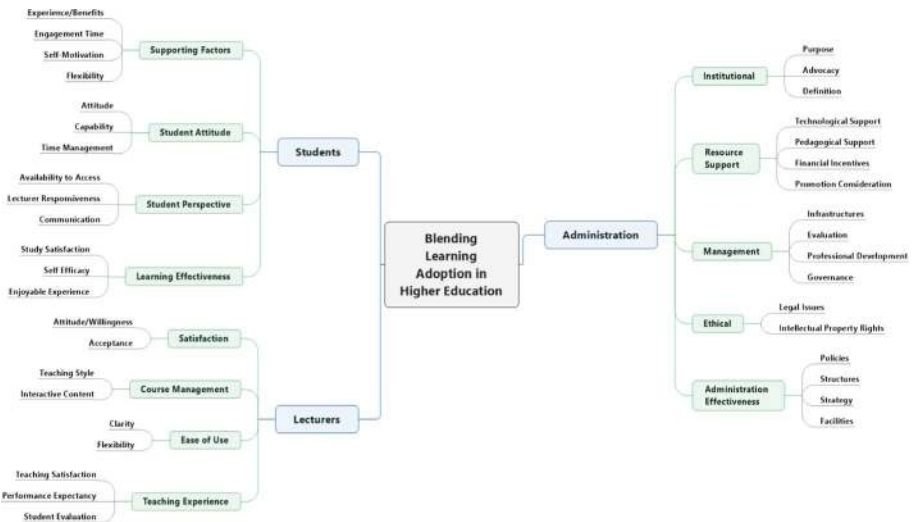 Experience/Benefits
Engagement Time
Self-Motivation
Flexibility
Supporting Factors
Attitude
Capability
Time Management
Student Attitude
Availability to Access
Lecturer Responsiveness
Communication
Student Perspective
Study Satisfaction
Self Efficacy
Enjoyable Experience
Learning Effectiveness
Students
Attitude/Willingness
Acceptance
Satisfaction
Teaching Style
Interactive Content
Course Management
Clarity
Flexibility
Ease of Use
Teaching Satisfaction
Performance Expectancy
Student Evaluation
Teaching Experience
Lecturers
Blending
Learning
Adoption in
Higher Education
Administration
Institutional
Purpose
Advocacy
Definition
Resource
Support
Technological Support
Pedagogical Support
Financial Incentives
Promotion Consideration
Management
Infrastructures
Evaluation
Professional Development
Governance
Ethical
Legal Issues
Intellectual Property Rights
Administration
Effectiveness
Policies
Structures
Strategy
Facilities